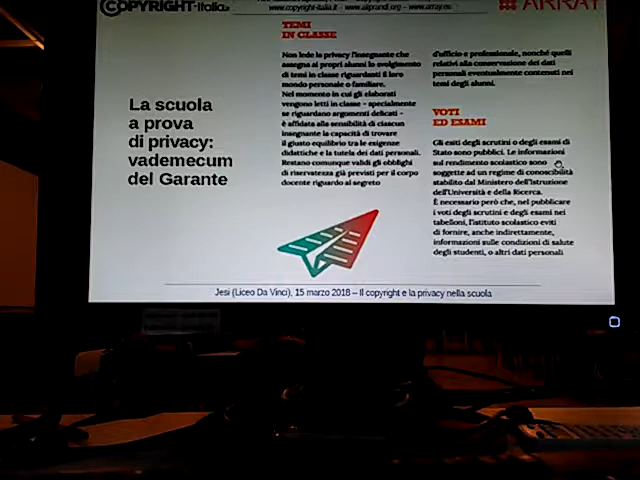 COPYRIGHT-Italia
www.copyright-italia.it – www.aliprandi.org – www.array.eu
ARRAY
TEMI
IN CLASSE
Non lede la privacy l'insegnante che
assegna ai propri alunni lo svolgimento
di temi in classe riguardanti il loro
mondo personale o familiare.
Nel momento in cui gli elaborati
vengono letti in classe – specialmente
se riguardano argomenti delicati –
è affidata alla sensibilità di ciascun
insegnante la capacità di trovare
il giusto equilibrio tra le esigenze
didattiche e la tutela dei dati personali.
Restano comunque validi gli obblighi
di riservatezza già previsti per il corpo
docente riguardo al segreto
d'ufficio e professionale, nonché quelli
relativi alla conservazione dei dati
personali eventualmente contenuti nei
temi degli alunni.
VOTI
ED ESAMI
Gli esiti degli scrutini o degli esami di
Stato sono pubblici. Le informazioni
sul rendimento scolastico sono
soggette ad un regime di conoscibilità
stabilito dal Ministero dell'Istruzione
dell'Università e della Ricerca.
È necessario però che, nel pubblicare
i voti degli scrutini e degli esami nei
tabelloni, l'istituto scolastico eviti
di fornire, anche indirettamente,
informazioni sulle condizioni di salute
degli studenti, o altri dati personali
La scuola
a prova
di privacy:
vademecum
del Garante
Jesi (Liceo Da Vinci), 15 marzo 2018 – Il copyright e la privacy nella scuola